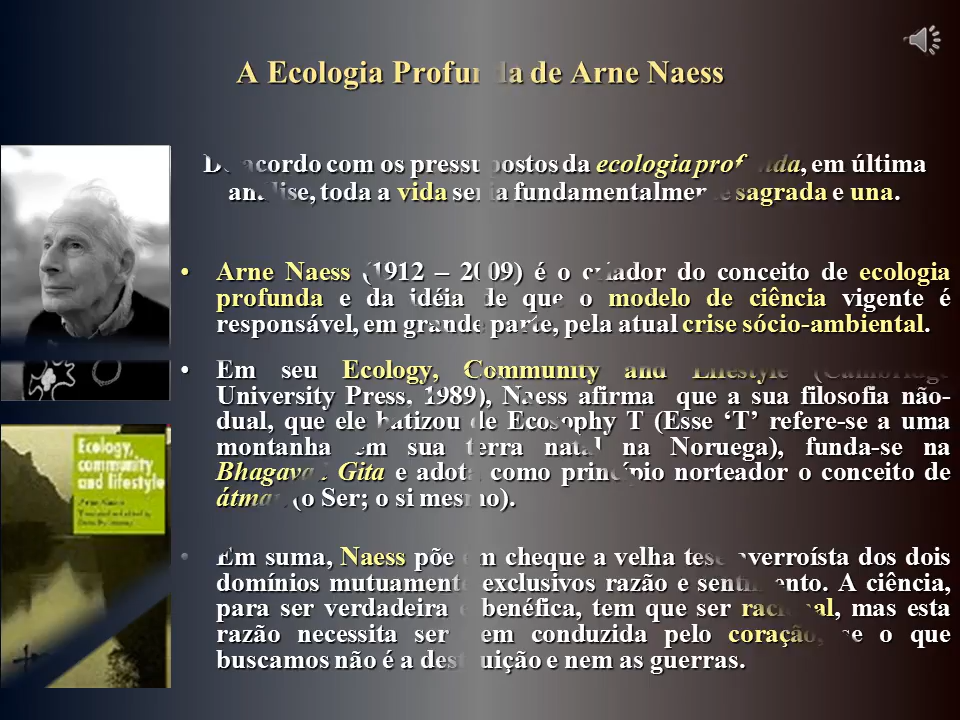 A Ecologia Profunda de Arne Naess
De acordo com os pressupostos da ecologia profunda, em última
análise, toda a vida seria fundamentalmente sagrada e una.
• Arne Naess (1912 – 2009) é o criador do conceito de ecologia
profunda e da idéia de que o modelo de ciência vigente é
responsável, em grande parte, pela atual crise sócio-ambiental.
• Em seu Ecology, Community and Lifestyle (Cambridge
University Press, 1989), Naess afirma que a sua filosofia não-
dual, que ele batizou de Ecosophy T (Esse ‘T’ refere-se a uma
montanha em sua terra natal na Noruega), funda-se na
Bhagavad Gita e adota como princípio norteador o conceito de
átman (o Ser; o si mesmo).
• Em suma, Naess põe em cheque a velha tese averroísta dos dois
domínios mutuamente exclusivos razão e sentimento. A ciência,
para ser verdadeira e benéfica, tem que ser racional, mas esta
razão necessita ser bem conduzida pelo coração, se o que
buscamos não é a destruição e nem as guerras.
Ecology,
community
and lifestyle